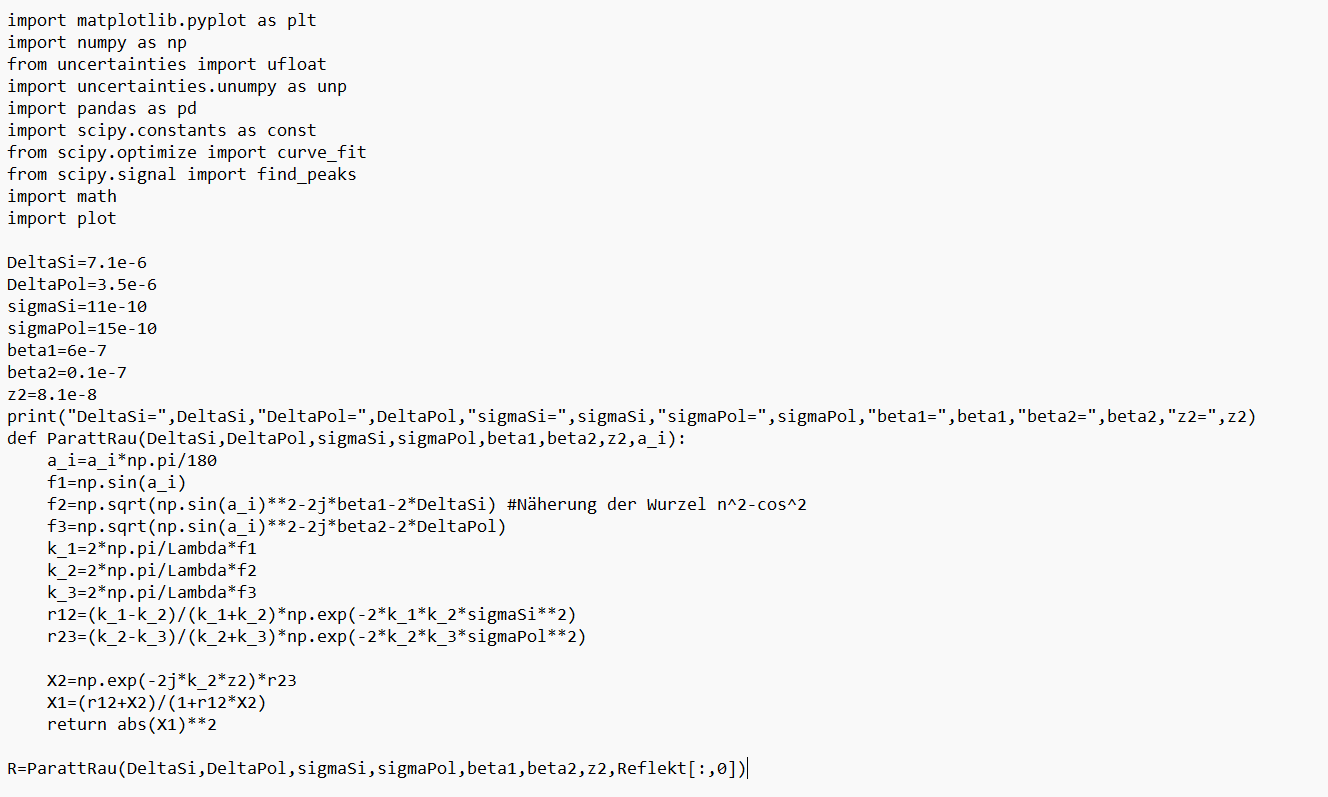 import matplotlib.pyplot as plt
import numpy as np
from uncertainties import ufloat
import uncertainties.unumpy as unp
import pandas as pd
import scipy.constants as const
from scipy.optimize import curve_fit
from scipy.signal import find_peaks
import math
import plot

DeltaSi=7.1e-6
DeltaPol=3.5e-6
sigmaSi=11e-10
sigmaPol=15e-10
beta1=6e-7
beta2=0.1e-7
z2=8.1e-8
print("DeltaSi=",DeltaSi,"DeltaPol=",DeltaPol,"sigmaSi=",sigmaSi,"sigmaPol=",sigmaPol,"beta1=",beta1,"beta2=",beta2,"z2=",z2)
def ParattRau(DeltaSi,DeltaPol,sigmaSi,sigmaPol,beta1,beta2,z2,a_i):
    a_i=a_i*np.pi/180
    f1=np.sin(a_i)
    f2=np.sqrt(np.sin(a_i)**2-2j*beta1-2*DeltaSi) #Näherung der Wurzel n^2-cos^2
    f3=np.sqrt(np.sin(a_i)**2-2j*beta2-2*DeltaPol)
    k_1=2*np.pi/Lambda*f1
    k_2=2*np.pi/Lambda*f2
    k_3=2*np.pi/Lambda*f3
    r12=(k_1-k_2)/(k_1+k_2)*np.exp(-2*k_1*k_2*sigmaSi**2)
    r23=(k_2-k_3)/(k_2+k_3)*np.exp(-2*k_2*k_3*sigmaPol**2)

    X2=np.exp(-2j*k_2*z2)*r23
    X1=(r12+X2)/(1+r12*X2)
    return abs(X1)**2

R=ParattRau(DeltaSi,DeltaPol,sigmaSi,sigmaPol,beta1,beta2,z2,Reflekt[:,0])